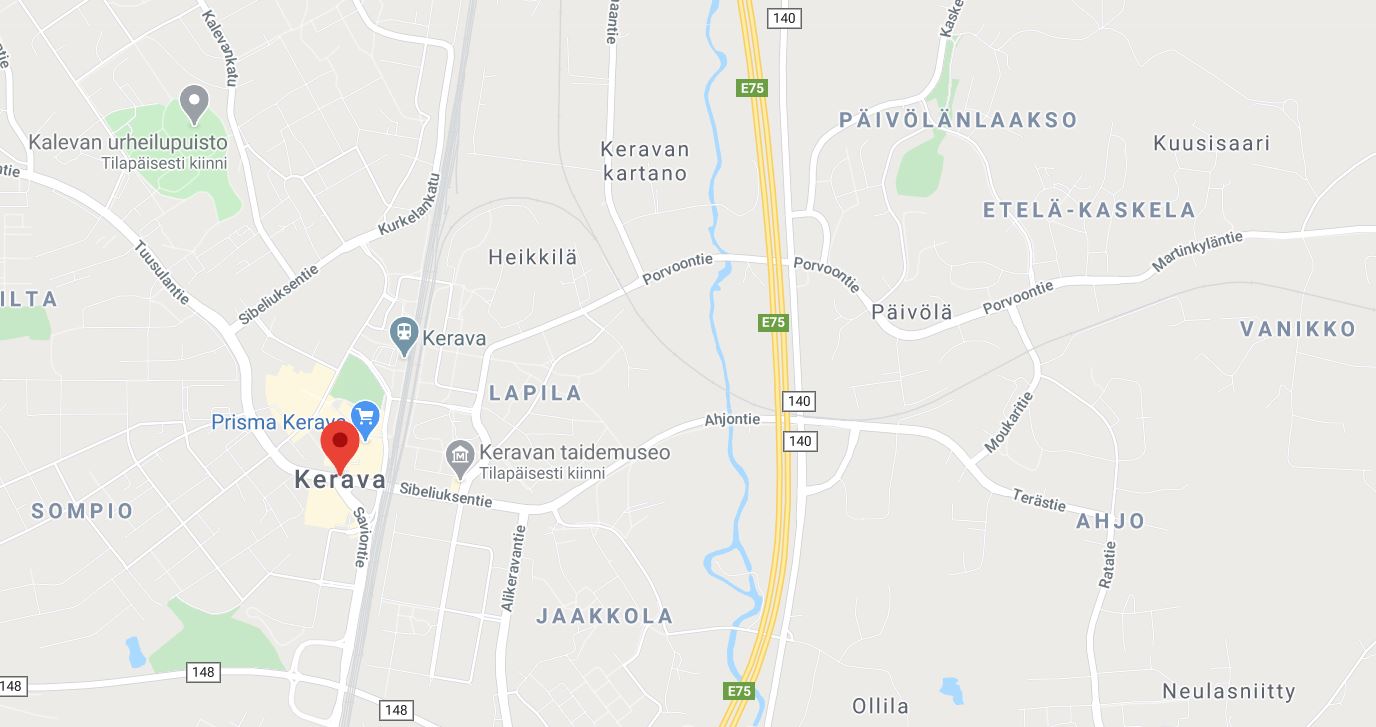 140
Kaske
Kalevankatu
aantie
E75
PÄIVÖLÄNLAAKSO
Kalevan urheilupuisto
Tilapäisesti kiinni
Keravan
kartano
Kuusisaari
ntie
Kurkelankatu
ETELÄ-KASKELA
Martinkyläntie
Tuusulantie
Heikkilä
Porvoontie
Porvoontie
Sibeliuksentie
Porvoontie
ILTA
Päivölä
E75
VANIKKO
Kerava
LAPILA
140
Prisma Kerava
Ahjontie
140
Moukaritie
Keravan taidemuseo
Tilapäisesti kiinni
Kerava
Sibeliuksentie
Terästie
SOMPIO
AHJO
Saviontie
Alikeravantie
Ratatie
JAAKKOLA
148
148
E75
Neulasniitty
Ollila
148